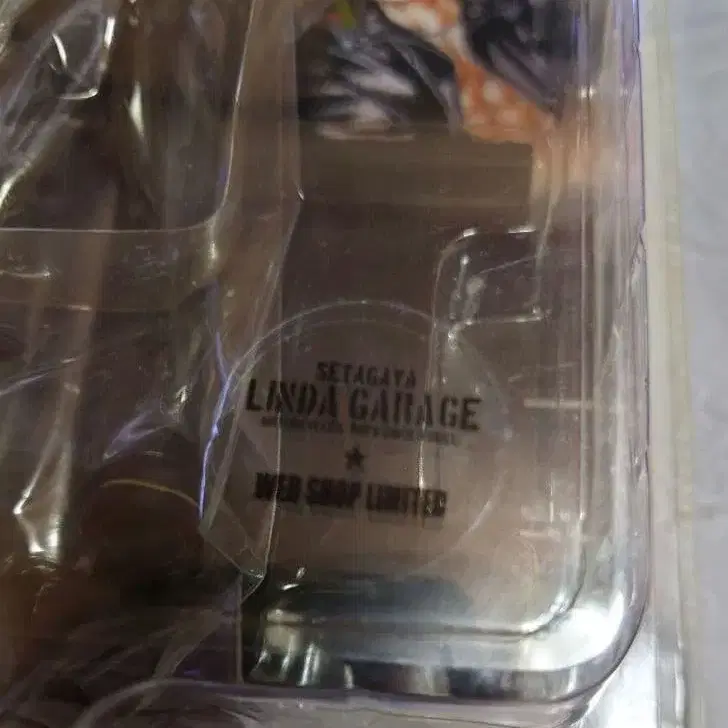 SETAGAYA
LINDA GARAGE
★
WEB SHOP LIMITED